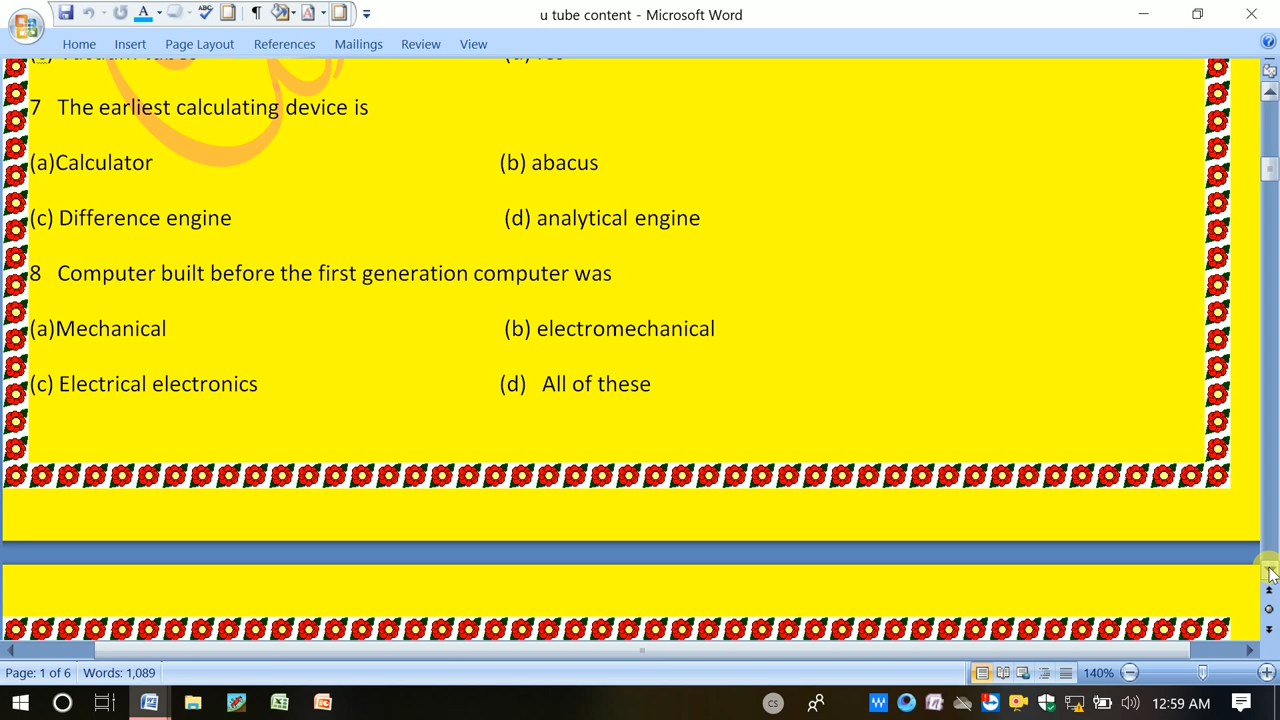 u tube content - Microsoft Word
Home Insert Page Layout References Mailings Review View
7 The earliest calculating device is
(a)Calculator (b) abacus
(c) Difference engine (d) analytical engine
8 Computer built before the first generation computer was
(a)Mechanical (b) electromechanical
(c) Electrical electronics (d) All of these
Page: 1 of 6 Words: 1,089 140%
CS 12:59 AM